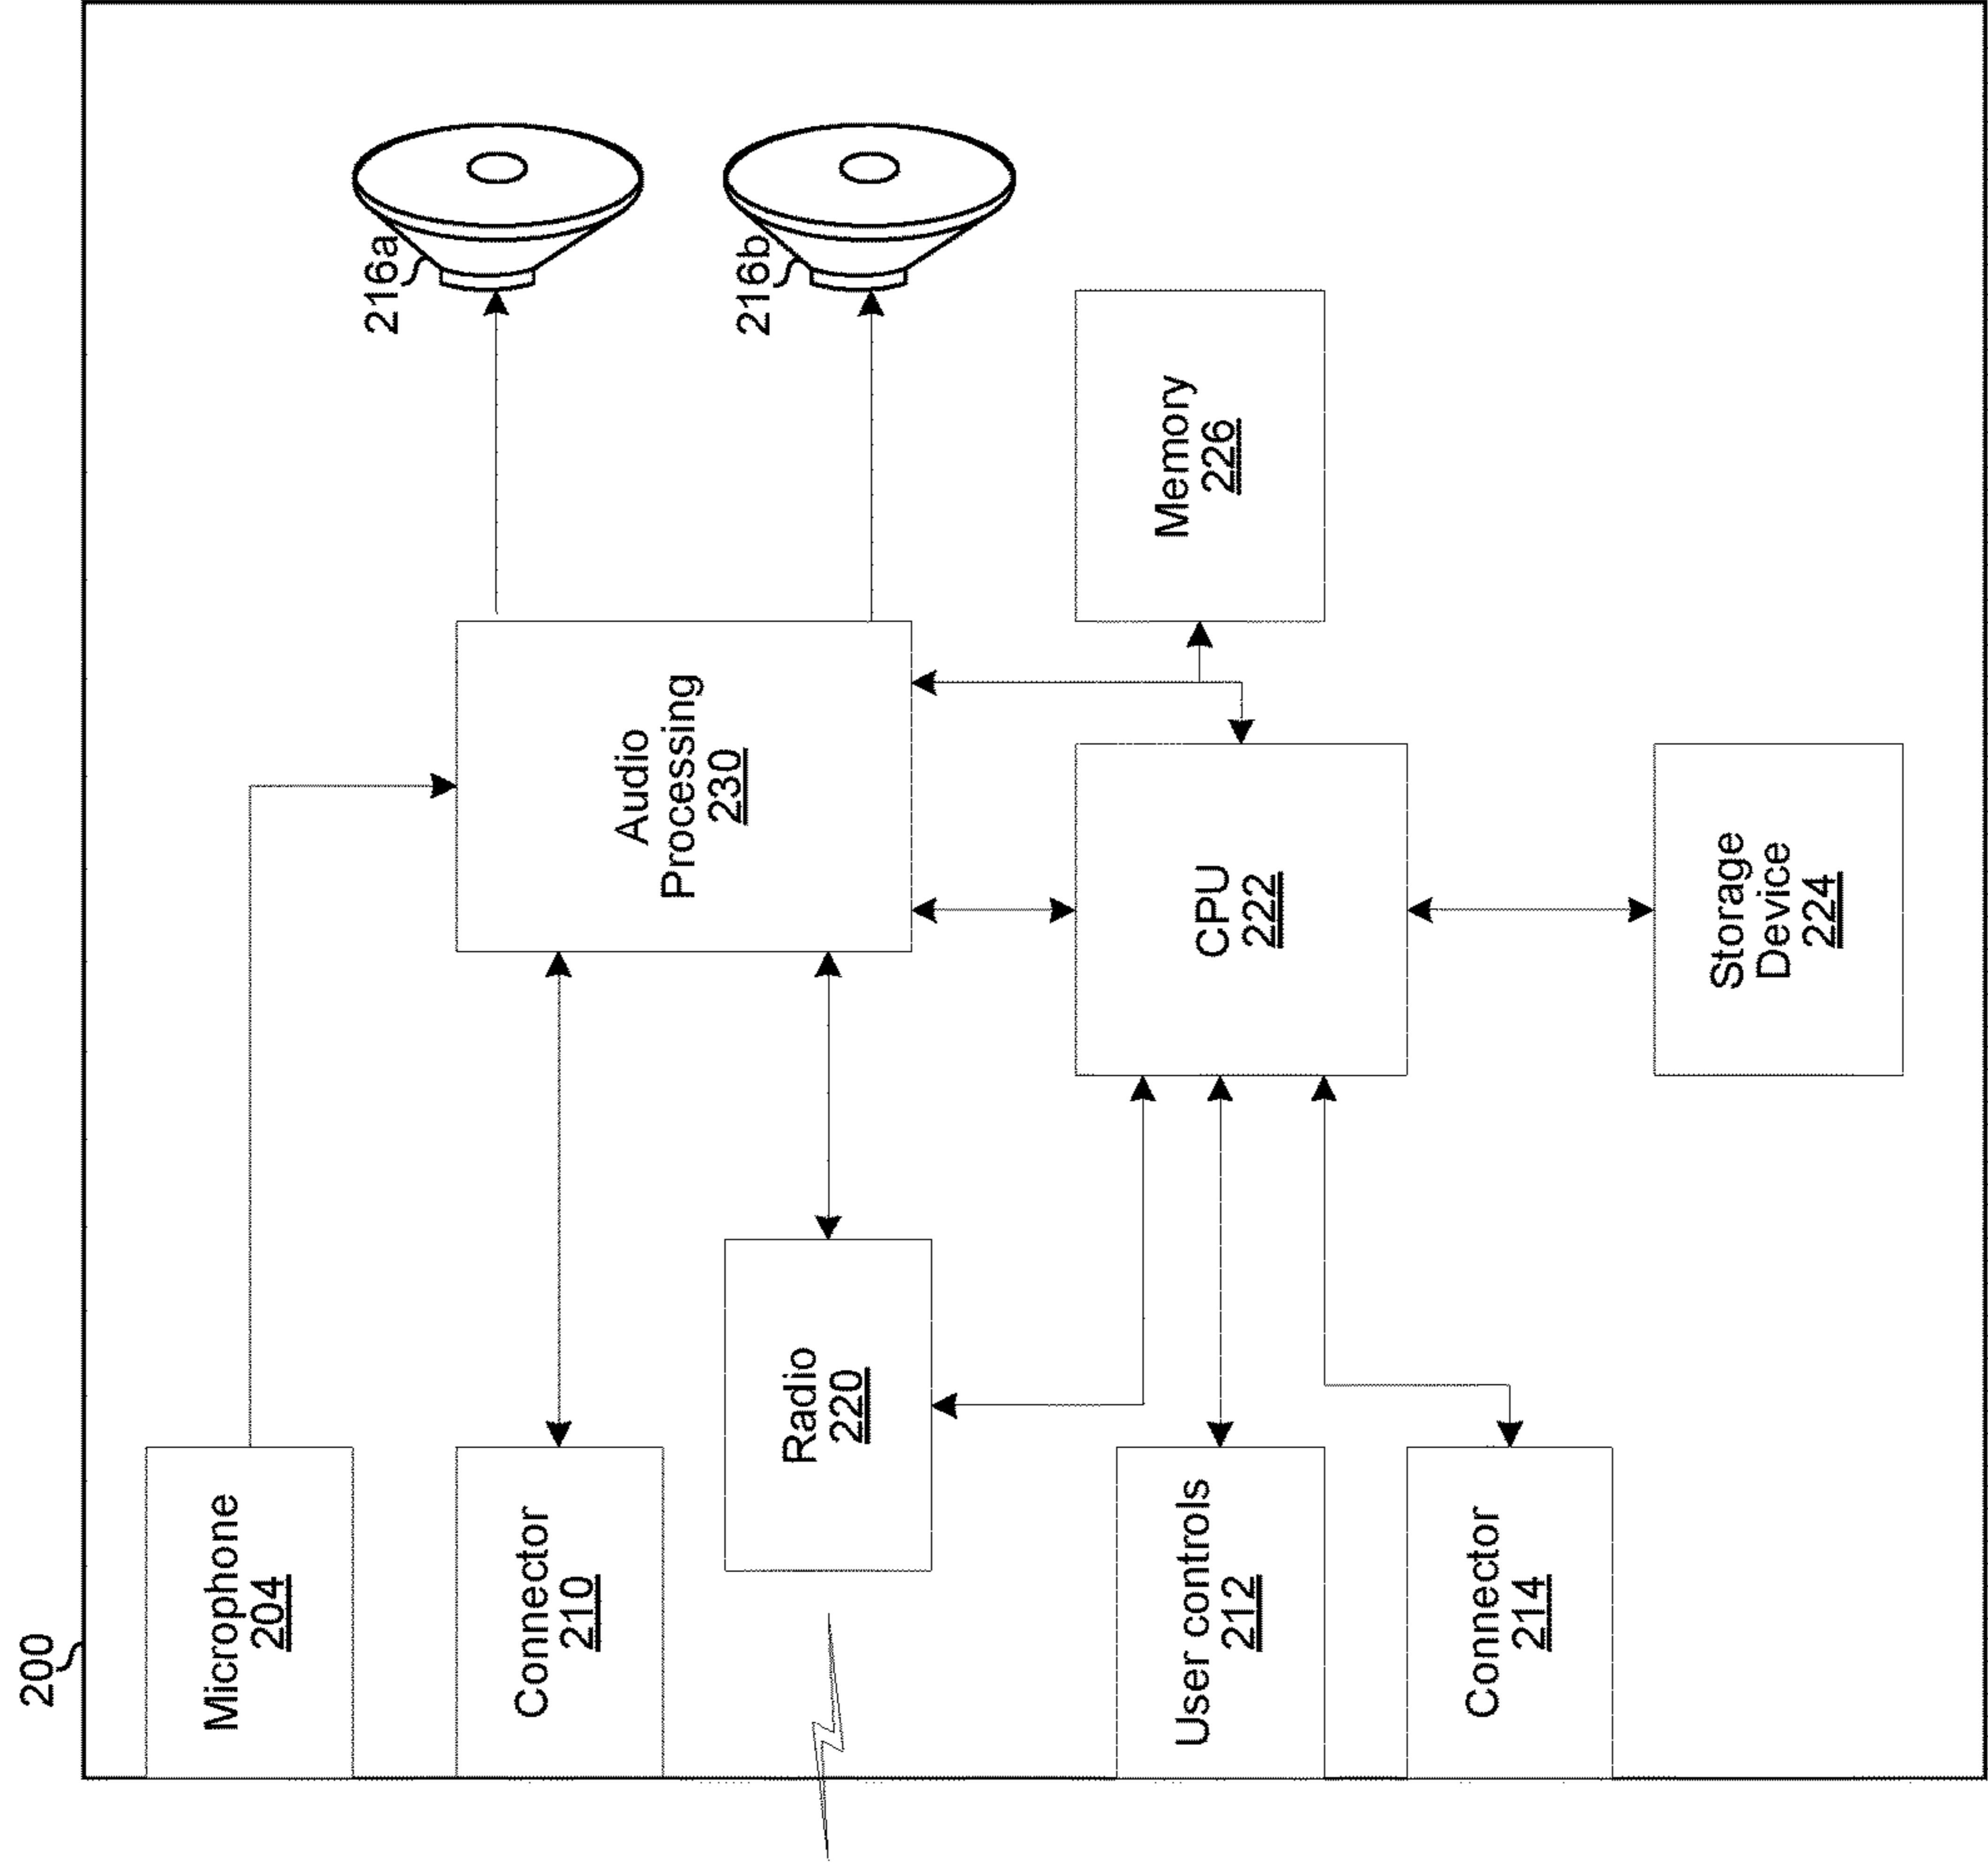 200
Microphone
204
Connector
210
Radio
220
User controls
212
Connector
214
Audio
Processing
230
CPU
222
Storage
Device
224
Memory
226
216a
216b